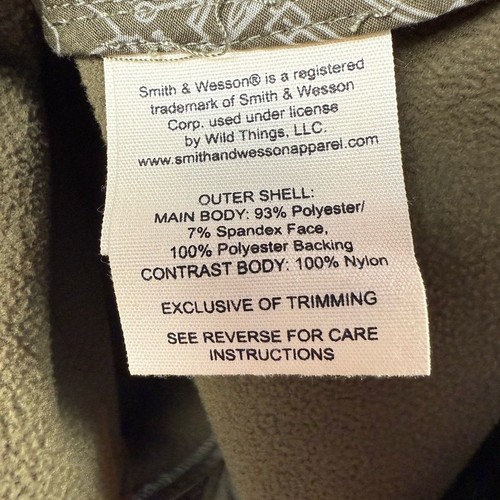 Smith & Wesson® is a registered
trademark of Smith & Wesson
Corp. used under license
by Wild Things, LLC.
www.smithandwessonapparel.com
OUTER SHELL:
MAIN BODY: 93% Polyester/
7% Spandex Face,
100% Polyester Backing
CONTRAST BODY: 100% Nylon
EXCLUSIVE OF TRIMMING
SEE REVERSE FOR CARE
INSTRUCTIONS